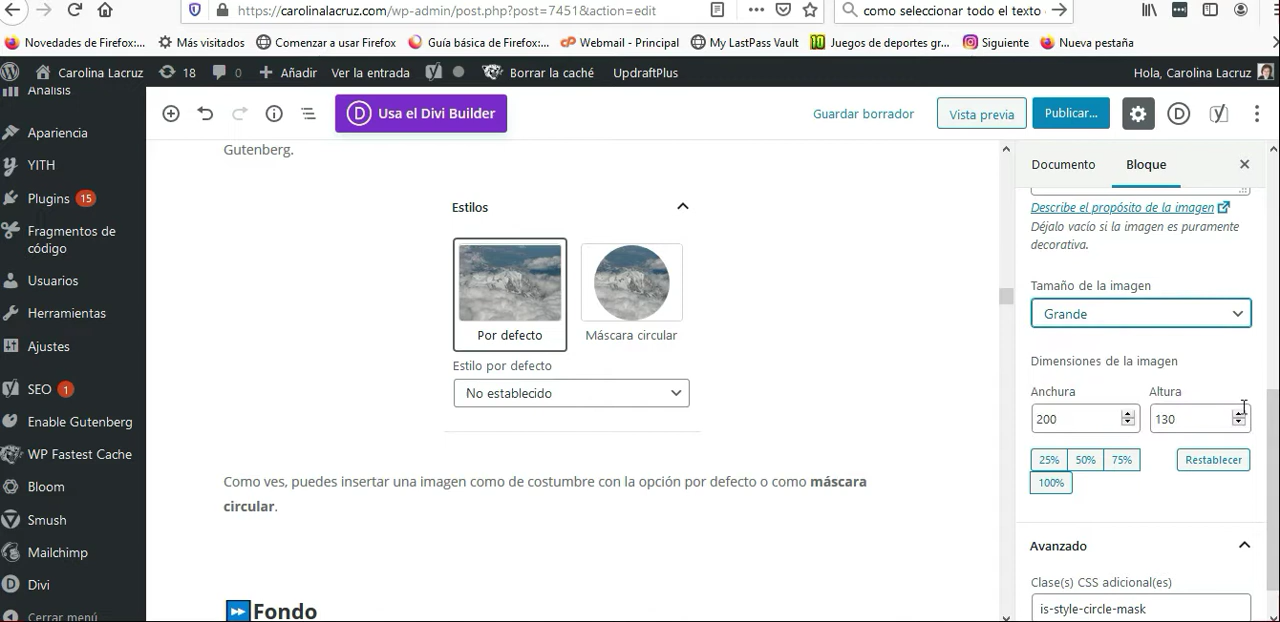 https://carolinalacruz.com/wp-admin/post.php?post=7451&action=edit
como seleccionar todo el texto
Novedades de Firefox:...
Más visitados
Comenzar a usar Firefox
Guía básica de Firefox:...
Webmail - Principal
My LastPass Vault
Juegos de deportes gr...
Siguiente
Nueva pestaña
Carolina Lacruz
18
0
Añadir
Ver la entrada
Borrar la caché
UpdraftPlus
Hola, Carolina Lacruz
Análisis
Apariencia
YITH
Plugins 15
Fragmentos de
código
Usuarios
Herramientas
Ajustes
SEO 1
Enable Gutenberg
WP Fastest Cache
Bloom
Smush
Mailchimp
Divi
Cerrar menú
Usa el Divi Builder
Guardar borrador
Vista previa
Publicar...
Gutenberg.
Estilos
Por defecto
Máscara circular
Estilo por defecto
No establecido
Como ves, puedes insertar una imagen como de costumbre con la opción por defecto o como máscara
circular.
Fondo
Documento
Bloque
Describe el propósito de la imagen
Déjalo vacío si la imagen es puramente
decorativa.
Tamaño de la imagen
Grande
Dimensiones de la imagen
Anchura Altura
200 130
25% 50% 75% Restablecer
100%
Avanzado
Clase(s) CSS adicional(es)
is-style-circle-mask